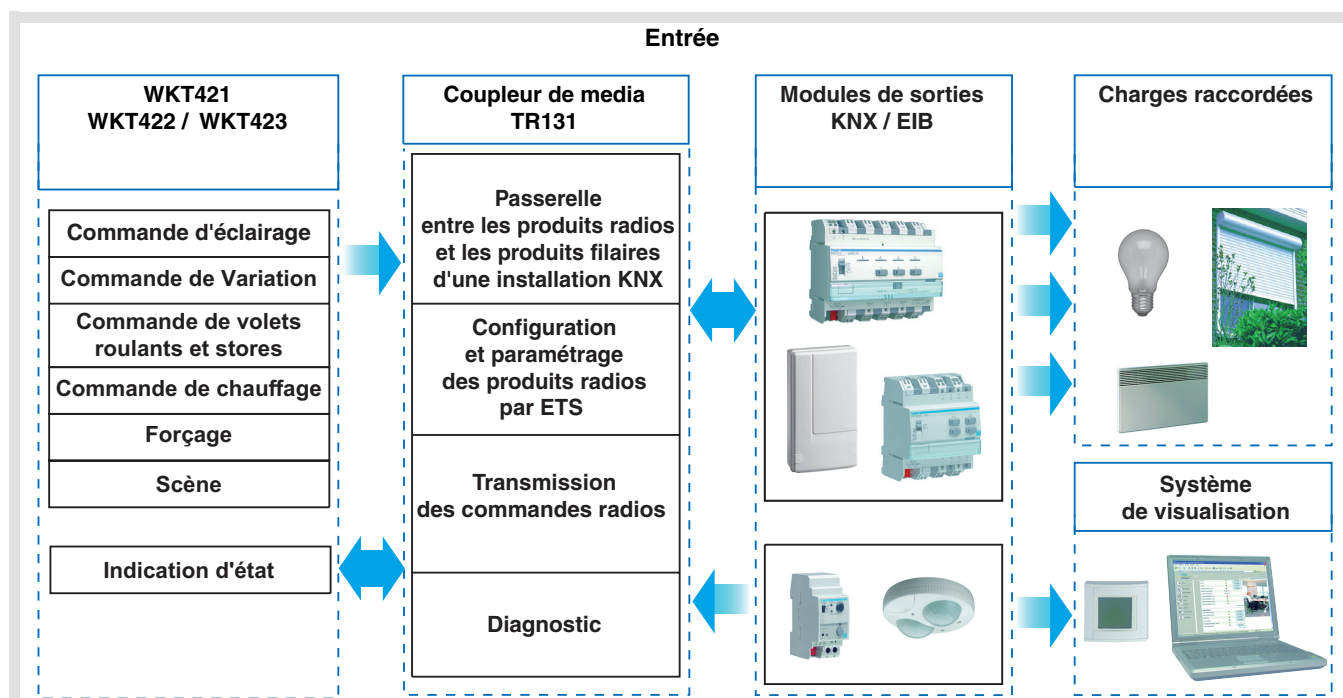 Entrée
WKT421
WKT422 / WKT423
Commande d'éclairage
Commande de Variation
Commande de volets
roulants et stores
Commande de chauffage
Forçage
Scène
Indication d'état
Coupleur de media
TR131
Passerelle
entre les produits radios
et les produits filaires
d'une installation KNX
Configuration
et paramétrage
des produits radios
par ETS
Transmission
des commandes radios
Diagnostic
Modules de sorties
KNX / EIB
Charges raccordées
Système
de visualisation